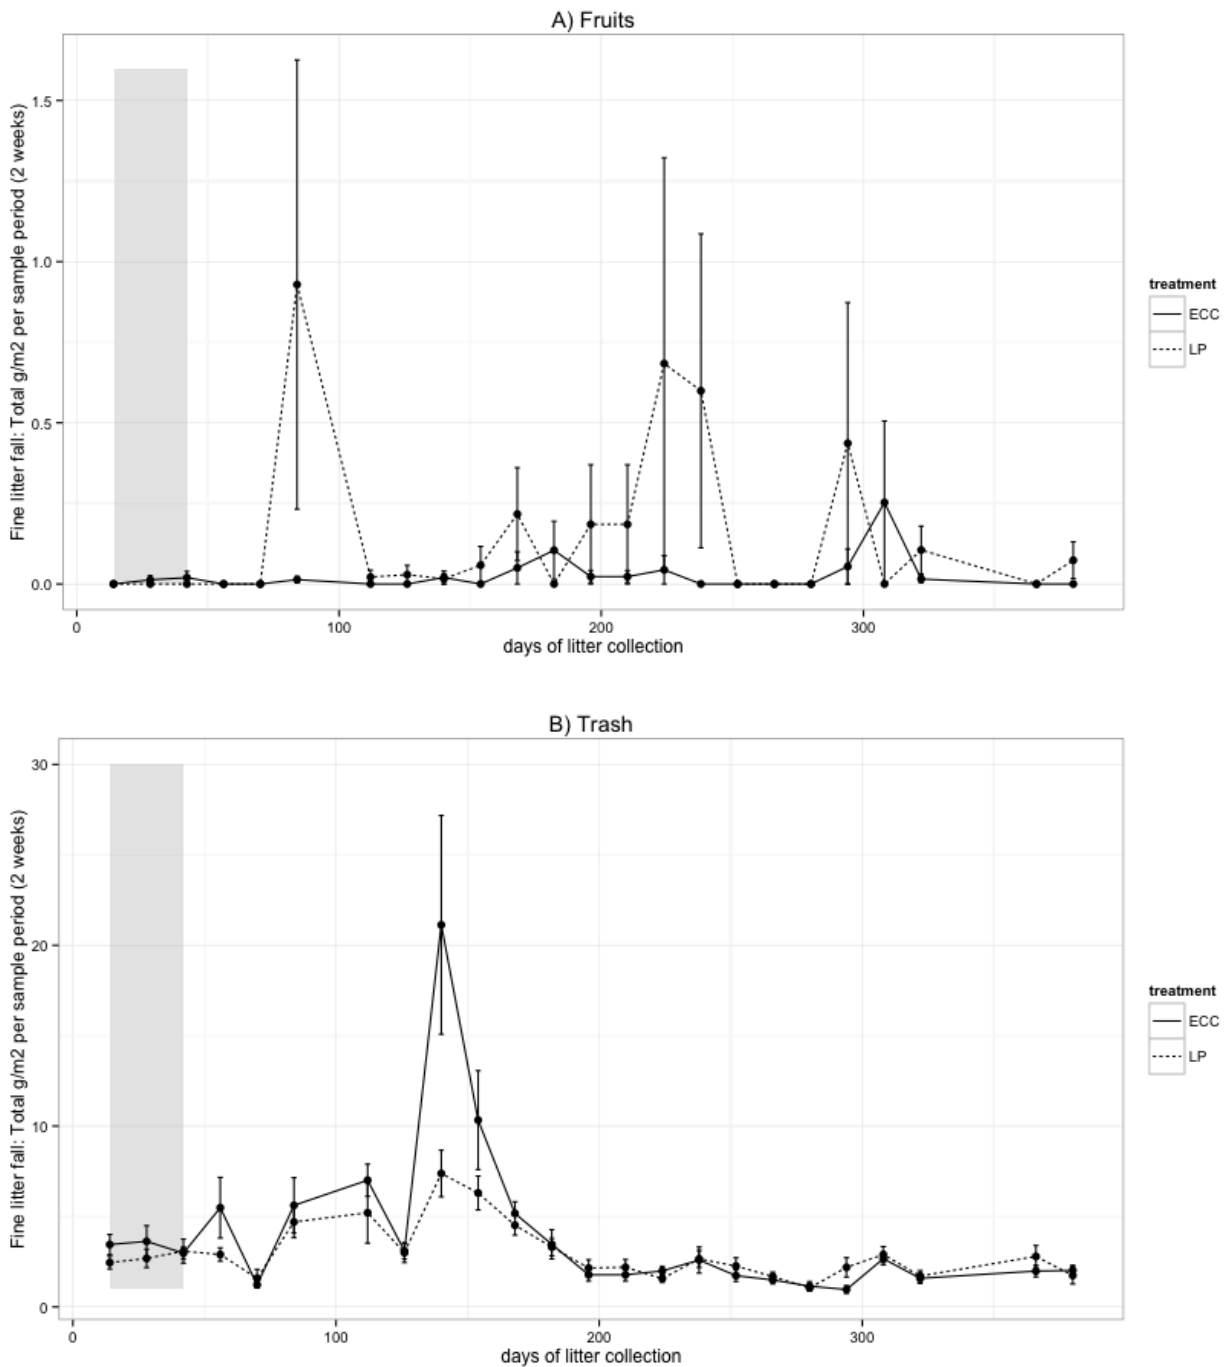 A) Fruits
Fine litter fall: Total g/m2 per sample period (2 weeks)
1.5
1.0
0.5
0.0
0
100
200
300
days of litter collection
treatment
ECC
LP
B) Trash
Fine litter fall: Total g/m2 per sample period (2 weeks)
30
20
10
0
0
100
200
300
days of litter collection
treatment
ECC
LP